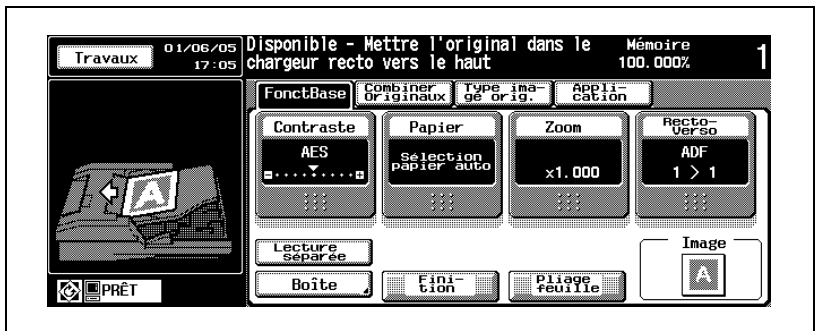 Travaux
01/06/05
17:05
Disponible - Mettre l'original dans le
chargeur recto vers le haut
Mémoire
100.000%
1
FonctBase
Combiner
Originaux
Type ima-
ge orig.
Appli-
cation
Contraste
AES
Papier
Sélection
papier auto
Zoom
x1.000
Recto-
Verso
ADF
1 > 1
A
Lecture
séparée
Boîte
Fini-
tion
Pliage
feuille
Image
A
PRÊT